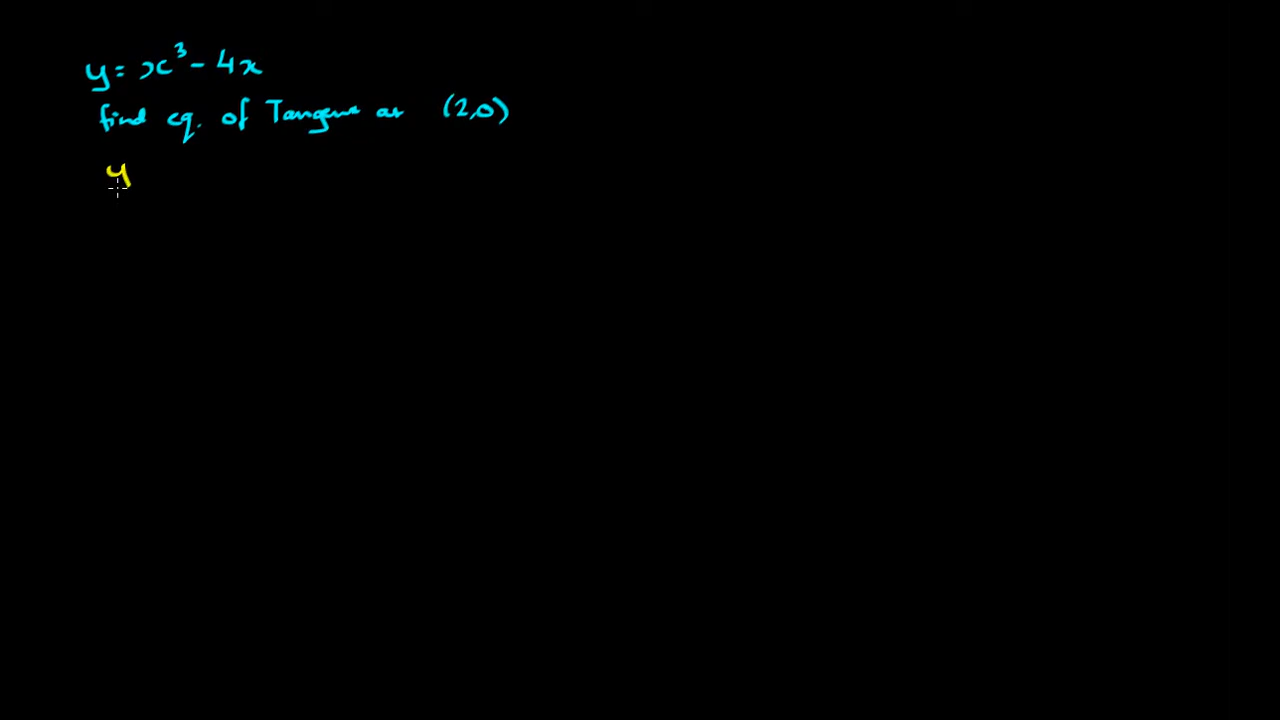 y = x³ - 4x
find eq. of Tangent at (2,0)
y